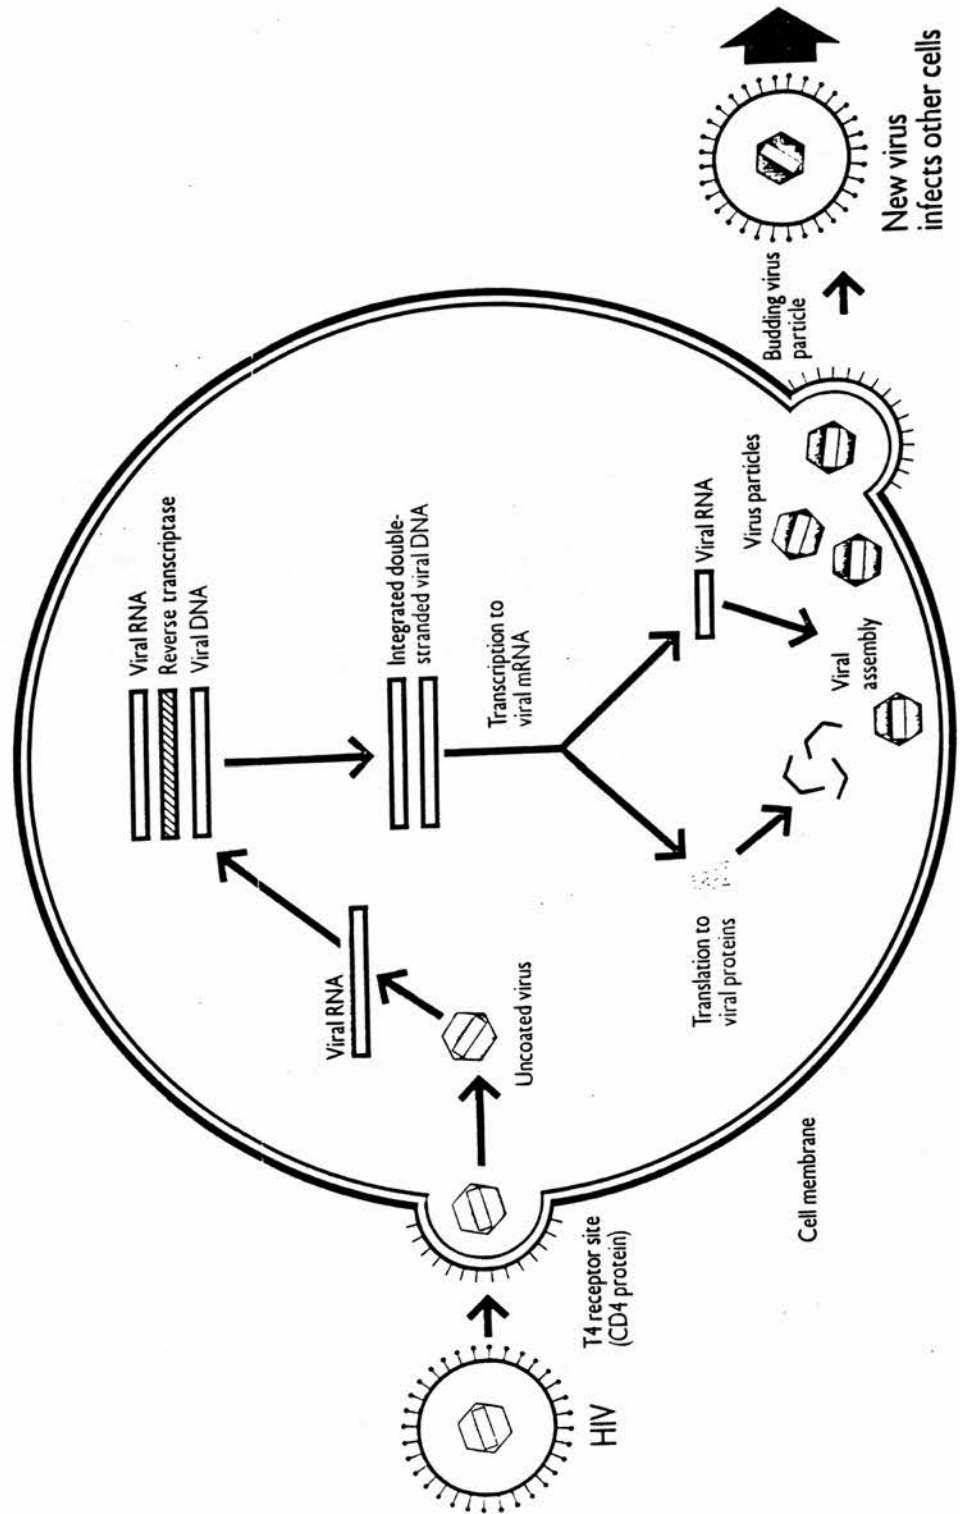 HIV
T4 receptor site
(CD4 protein)
Cell membrane
Uncoated virus
Viral RNA
Viral RNA
Reverse transcriptase
Viral DNA
Integrated double-
stranded viral DNA
Transcription to
viral mRNA
Translation to
viral proteins
Viral RNA
Viral
assembly
Virus particles
Budding virus
particle
New virus
infects other cells